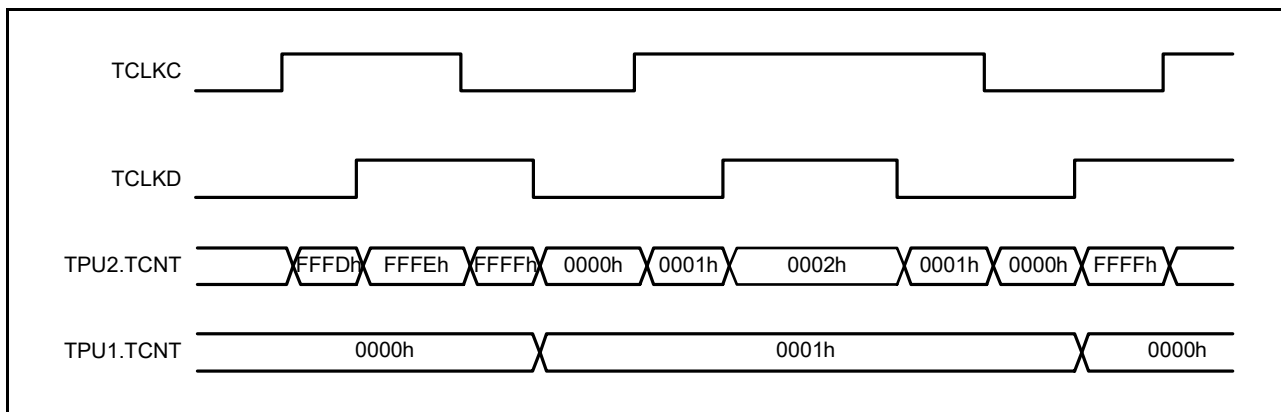 TCLKC
TCLKD
TPU2.TCNT FFFDh FFFEh FFFFh 0000h 0001h 0002h 0001h 0000h FFFFh
TPU1.TCNT 0000h 0001h 0000h